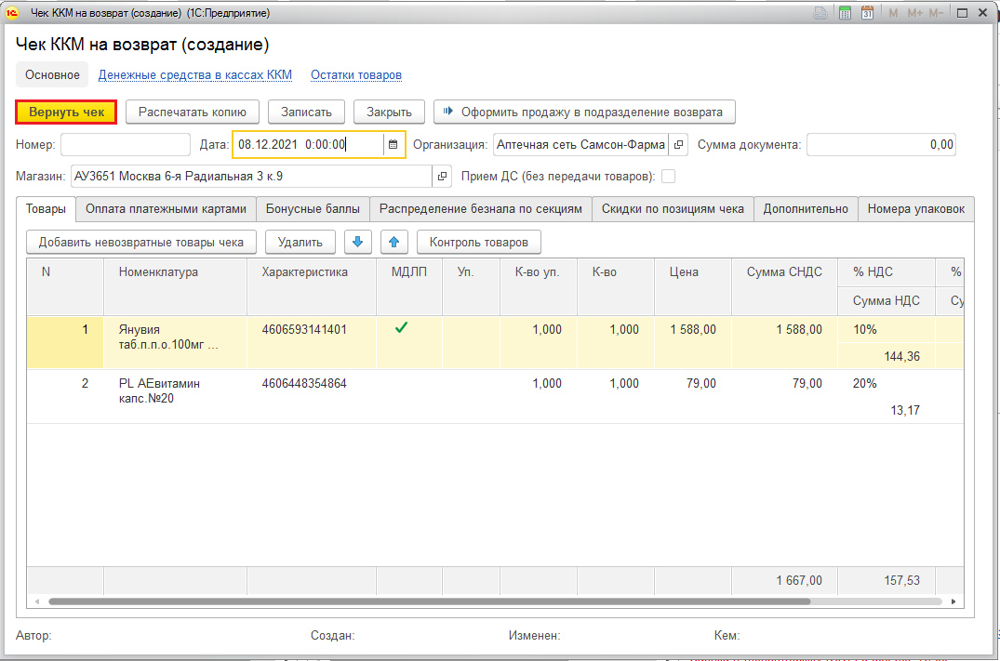 Чек ККМ на возврат (создание) (1С:Предприятие)
31 M M+ M-
Чек ККМ на возврат (создание)
Основное Денежные средства в кассах ККМ Остатки товаров
Вернуть чек Распечатать копию Записать Закрыть Оформить продажу в подразделение возврата
Номер: Дата: 08.12.2021 0:00:00 Организация: Аптечная сеть Самсон-Фарма Сумма документа: 0,00
Магазин: АУ3651 Москва 6-я Радиальная 3 к.9 Прием ДС (без передачи товаров):
Товары Оплата платежными картами Бонусные баллы Распределение безнала по секциям Скидки по позициям чека Дополнительно Номера упаковок
Добавить невозвратные товары чека Удалить Контроль товаров
N Номенклатура Характеристика МДЛП Уп. К-во уп. К-во Цена Сумма СНДС % НДС %
Сумма НДС Су
1 Янувия 4606593141401 1,000 1,000 1 588,00 1 588,00 10%
таб.п.п.о.100мг ...
144,36
2 PL АЕвитамин 4606448354864 1,000 1,000 79,00 79,00 20%
капс.№20
13,17
1 667,00 157,53
Автор: Создан: Изменен: Кем: